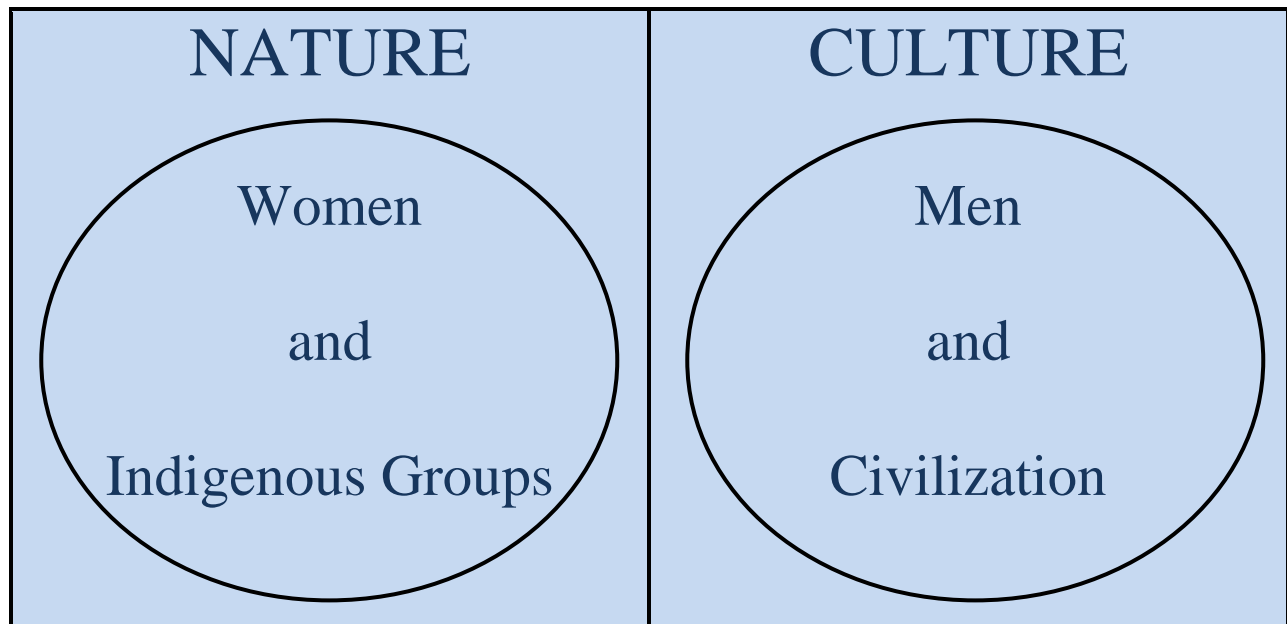 NATURE
Women
and
Indigenous Groups
CULTURE
Men
and
Civilization